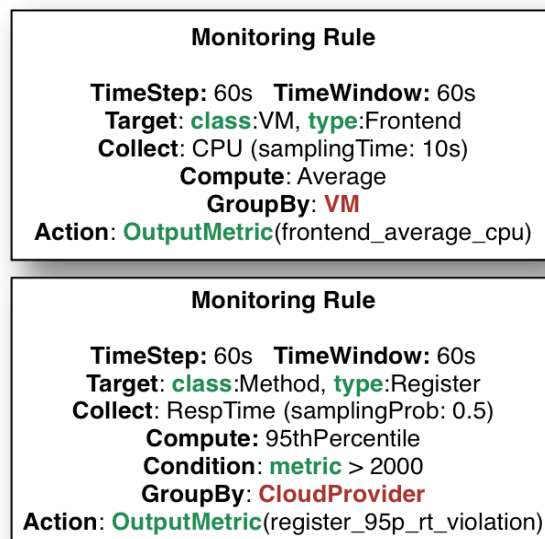 Monitoring Rule
TimeStep: 60s TimeWindow: 60s
Target: class:VM, type:Frontend
Collect: CPU (samplingTime: 10s)
Compute: Average
GroupBy: VM
Action: OutputMetric(frontend_average_cpu)
Monitoring Rule
TimeStep: 60s TimeWindow: 60s
Target: class:Method, type:Register
Collect: RespTime (samplingProb: 0.5)
Compute: 95thPercentile
Condition: metric > 2000
GroupBy: CloudProvider
Action: OutputMetric(register_95p_rt_violation)